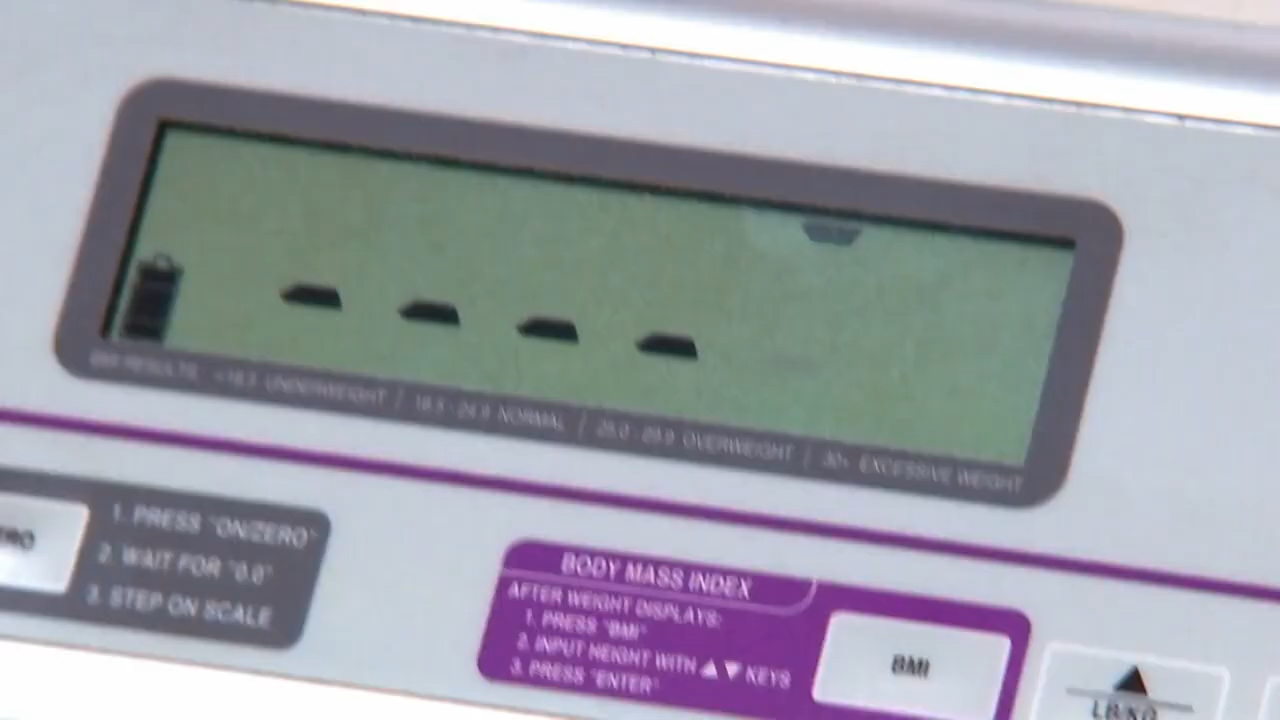 BMI RESULTS: <18.5 UNDERWEIGHT / 18.5 - 24.9 NORMAL / 25.0 - 29.9 OVERWEIGHT / 30+ EXCESSIVE WEIGHT
1. PRESS "ON/ZERO"
2. WAIT FOR "0.0"
3. STEP ON SCALE
BODY MASS INDEX
AFTER WEIGHT DISPLAYS:
1. PRESS "BMI"
2. INPUT HEIGHT WITH ▲ ▼ KEYS
3. PRESS "ENTER"
BMI
LB/KG